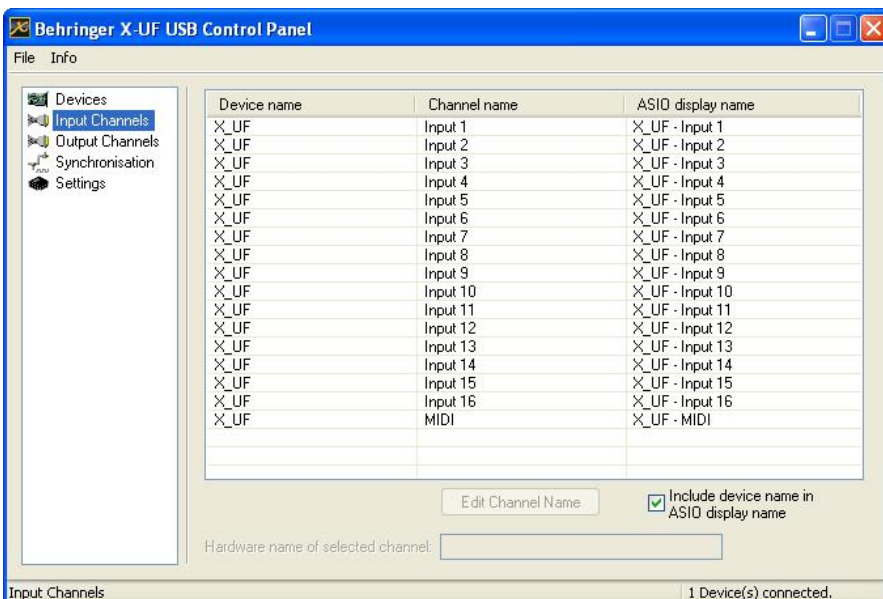 Behringer X-UF USB Control Panel
File Info
Devices
Input Channels
Output Channels
Synchronisation
Settings
Device name Channel name ASIO display name
X_UF Input 1 X_UF - Input 1
X_UF Input 2 X_UF - Input 2
X_UF Input 3 X_UF - Input 3
X_UF Input 4 X_UF - Input 4
X_UF Input 5 X_UF - Input 5
X_UF Input 6 X_UF - Input 6
X_UF Input 7 X_UF - Input 7
X_UF Input 8 X_UF - Input 8
X_UF Input 9 X_UF - Input 9
X_UF Input 10 X_UF - Input 10
X_UF Input 11 X_UF - Input 11
X_UF Input 12 X_UF - Input 12
X_UF Input 13 X_UF - Input 13
X_UF Input 14 X_UF - Input 14
X_UF Input 15 X_UF - Input 15
X_UF Input 16 X_UF - Input 16
X_UF MIDI X_UF - MIDI
Edit Channel Name
Include device name in
ASIO display name
Hardware name of selected channel:
Input Channels 1 Device(s) connected.